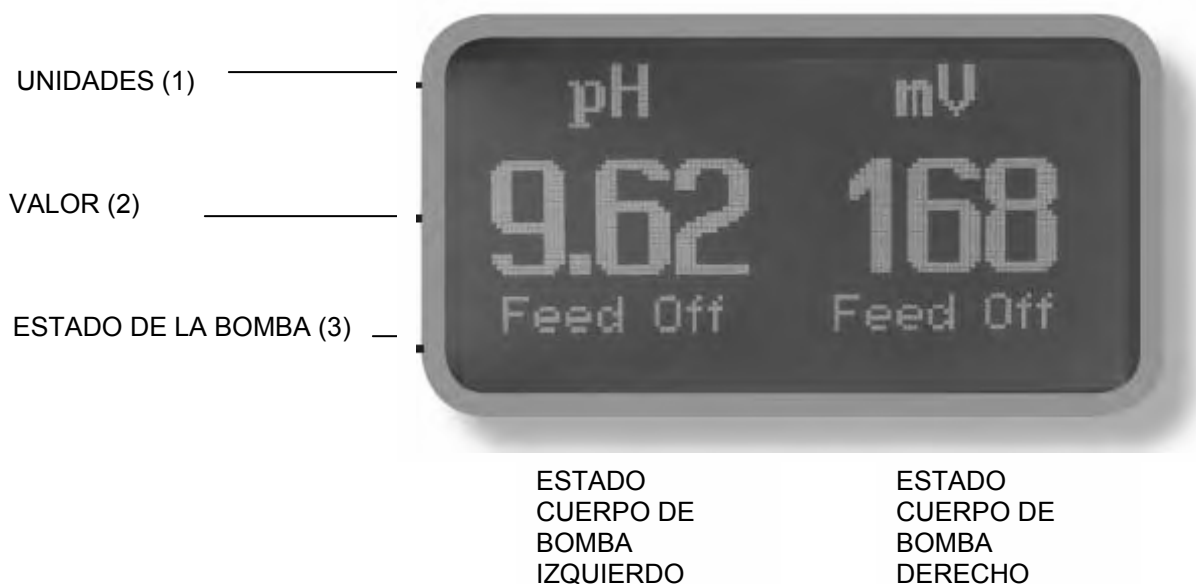 UNIDADES (1)
pH mV
VALOR (2)
9.62 168
ESTADO DE LA BOMBA (3)
Feed Off Feed Off
ESTADO
CUERPO DE
BOMBA
IZQUIERDO
ESTADO
CUERPO DE
BOMBA
DERECHO